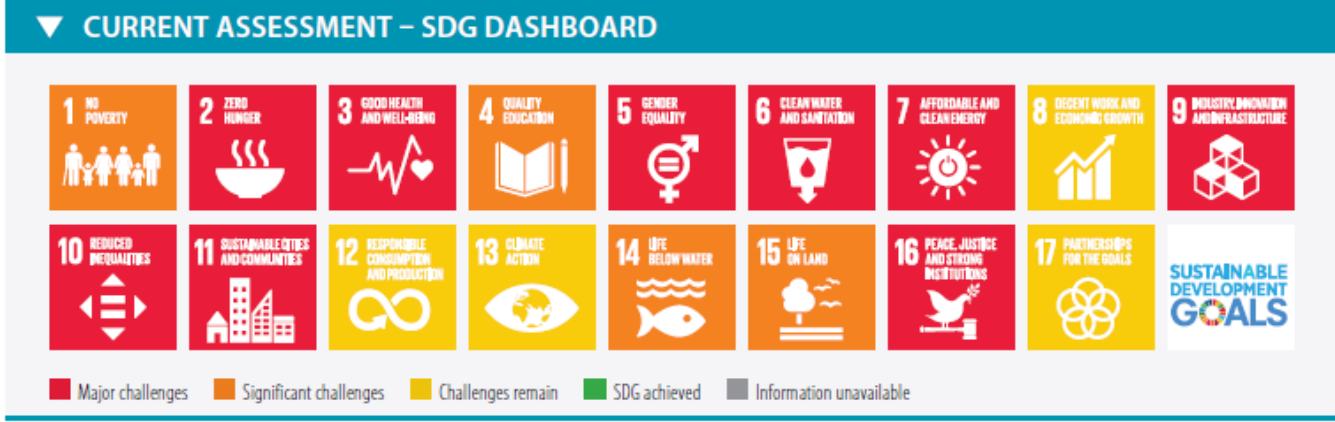 ▼ CURRENT ASSESSMENT – SDG DASHBOARD
1 NO
POVERTY
2 ZERO
HUNGER
3 GOOD HEALTH
AND WELL-BEING
4 QUALITY
EDUCATION
5 GENDER
EQUALITY
6 CLEAN WATER
AND SANITATION
7 AFFORDABLE AND
CLEAN ENERGY
8 DECENT WORK AND
ECONOMIC GROWTH
9 INDUSTRY, INNOVATION
AND INFRASTRUCTURE
10 REDUCED
INEQUALITIES
11 SUSTAINABLE CITIES
AND COMMUNITIES
12 RESPONSIBLE
CONSUMPTION
AND PRODUCTION
13 CLIMATE
ACTION
14 LIFE
BELOW WATER
15 LIFE
ON LAND
16 PEACE, JUSTICE
AND STRONG
INSTITUTIONS
17 PARTNERSHIPS
FOR THE GOALS
SUSTAINABLE
DEVELOPMENT
GOALS
Major challenges
Significant challenges
Challenges remain
SDG achieved
Information unavailable